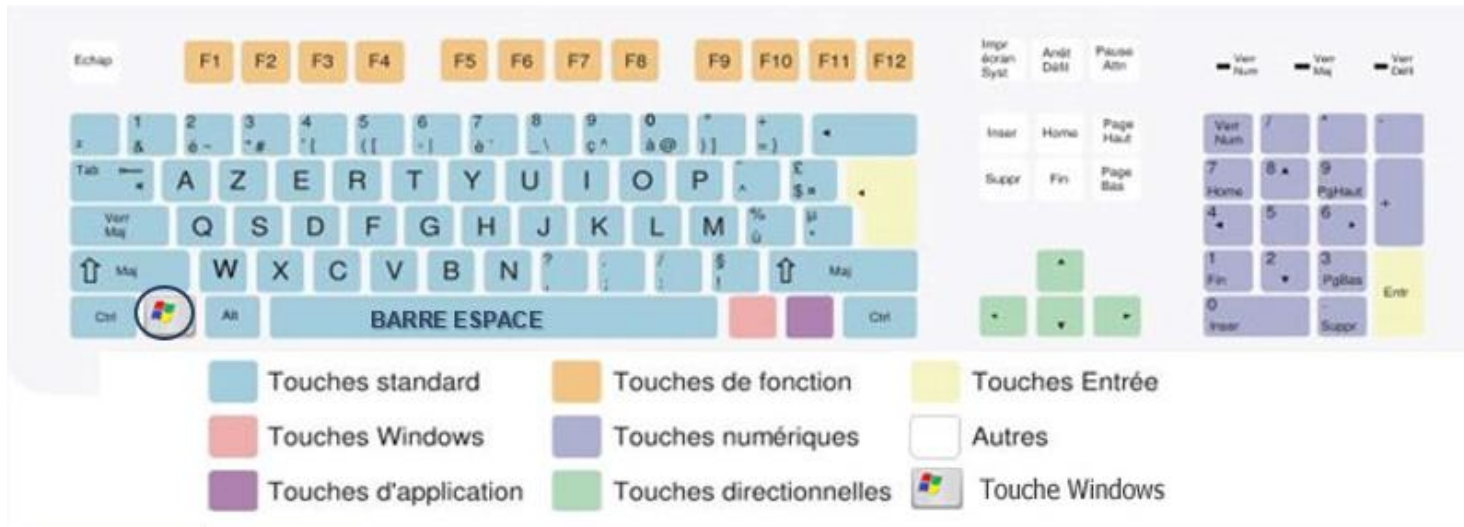 Echap F1 F2 F3 F4 F5 F6 F7 F8 F9 F10 F11 F12
Impr écran Syst
Arrêt Défil
Pause Attn
Verr Num
Verr Maj
Verr Défil
²
1 &
2 é ~
3 " #
4 ' {
5 ( [
6 - |
7 è `
8 _ \
9 ç ^
0 à @
° ) ]
+ = }
Inser Home Page Haut
Verr Num / * -
Tab A Z E R T Y U I O P ¨ ^ £ $ ¤
Suppr Fin Page Bas
7 Home 8 9 PgHaut +
Verr Maj Q S D F G H J K L M % ù µ *
4 5 6
Maj W X C V B N ? , . ; / : § ! Maj
1 Fin 2 3 PgBas Entr
Ctrl Alt BARRE ESPACE Ctrl
0 Inser . Suppr
Touches standard Touches de fonction Touches Entrée
Touches Windows Touches numériques Autres
Touches d'application Touches directionnelles Touche Windows